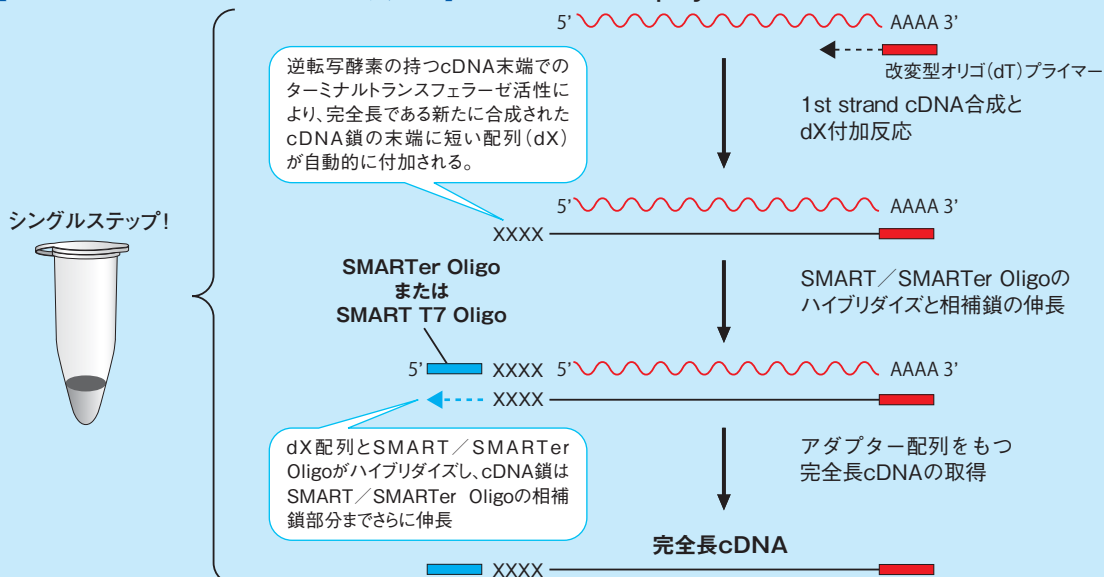 5' AAAA 3'
改変型オリゴ(dT)プライマー
逆転写酵素の持つcDNA末端での
ターミナルトランスフェラーゼ活性に
より、完全長である新たに合成された
cDNA鎖の末端に短い配列(dX)
が自動的に付加される。
1st strand cDNA合成と
dX付加反応
シングルステップ!
5' AAAA 3'
XXXX
SMARTer Oligo
または
SMART T7 Oligo
SMART/SMARTer Oligoの
ハイブリダイズと相補鎖の伸長
5' XXXX 5' AAAA 3'
XXXX
dX配列とSMART/SMARTer
Oligoがハイブリダイズし、cDNA鎖は
SMART/SMARTer Oligoの相補
鎖部分までさらに伸長
アダプター配列をもつ
完全長cDNAの取得
完全長cDNA
XXXX